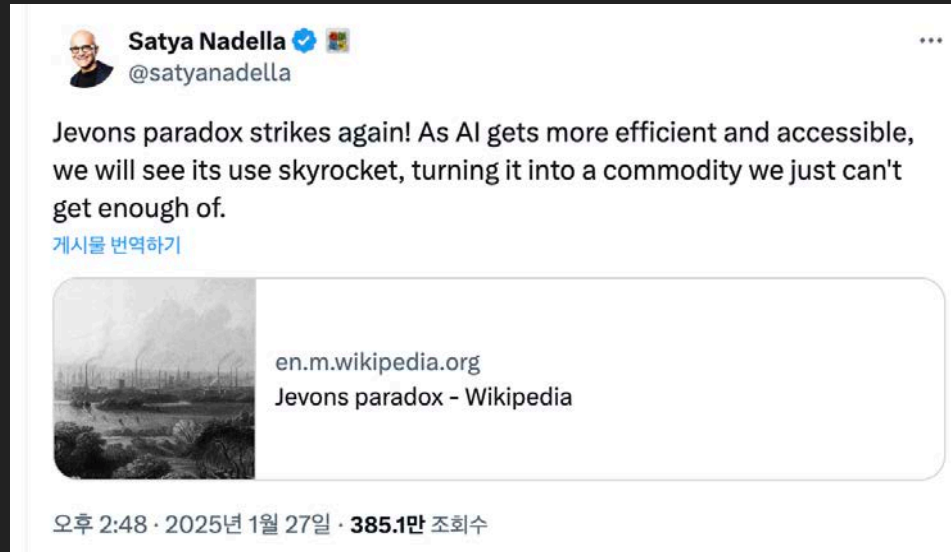 Satya Nadella
@satyanadella
Jevons paradox strikes again! As AI gets more efficient and accessible,
we will see its use skyrocket, turning it into a commodity we just can't
get enough of.
게시물 번역하기
en.m.wikipedia.org
Jevons paradox - Wikipedia
오후 2:48 · 2025년 1월 27일 · 385.1만 조회수